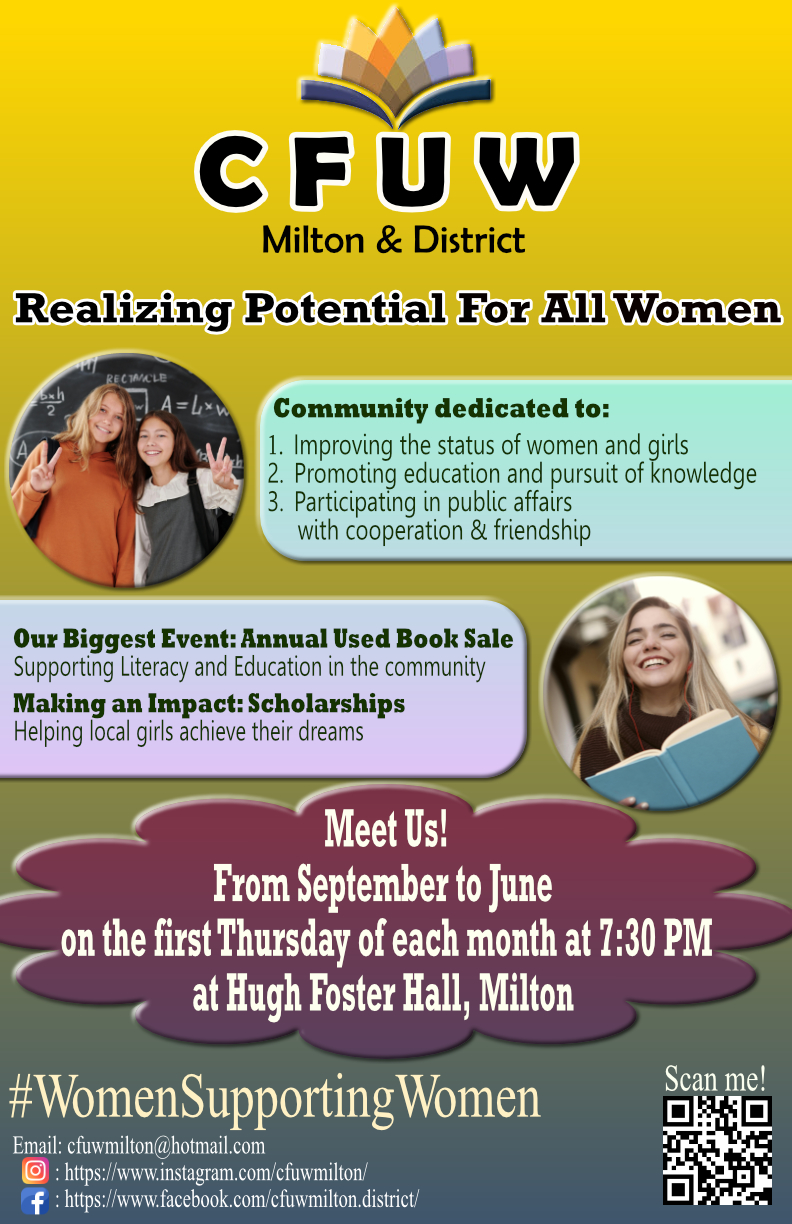 CFUW
Milton & District
Realizing Potential For All Women
RECTANGLE
A=L×w
Community dedicated to:
1. Improving the status of women and girls
2. Promoting education and pursuit of knowledge
3. Participating in public affairs
with cooperation & friendship
Our Biggest Event: Annual Used Book Sale
Supporting Literacy and Education in the community
Making an Impact: Scholarships
Helping local girls achieve their dreams
Meet Us!
From September to June
on the first Thursday of each month at 7:30 PM
at Hugh Foster Hall, Milton
#WomenSupportingWomen
Scan me!
Email: cfuwmilton@hotmail.com
: https://www.instagram.com/cfuwmilton/
: https://www.facebook.com/cfuwmilton.district/